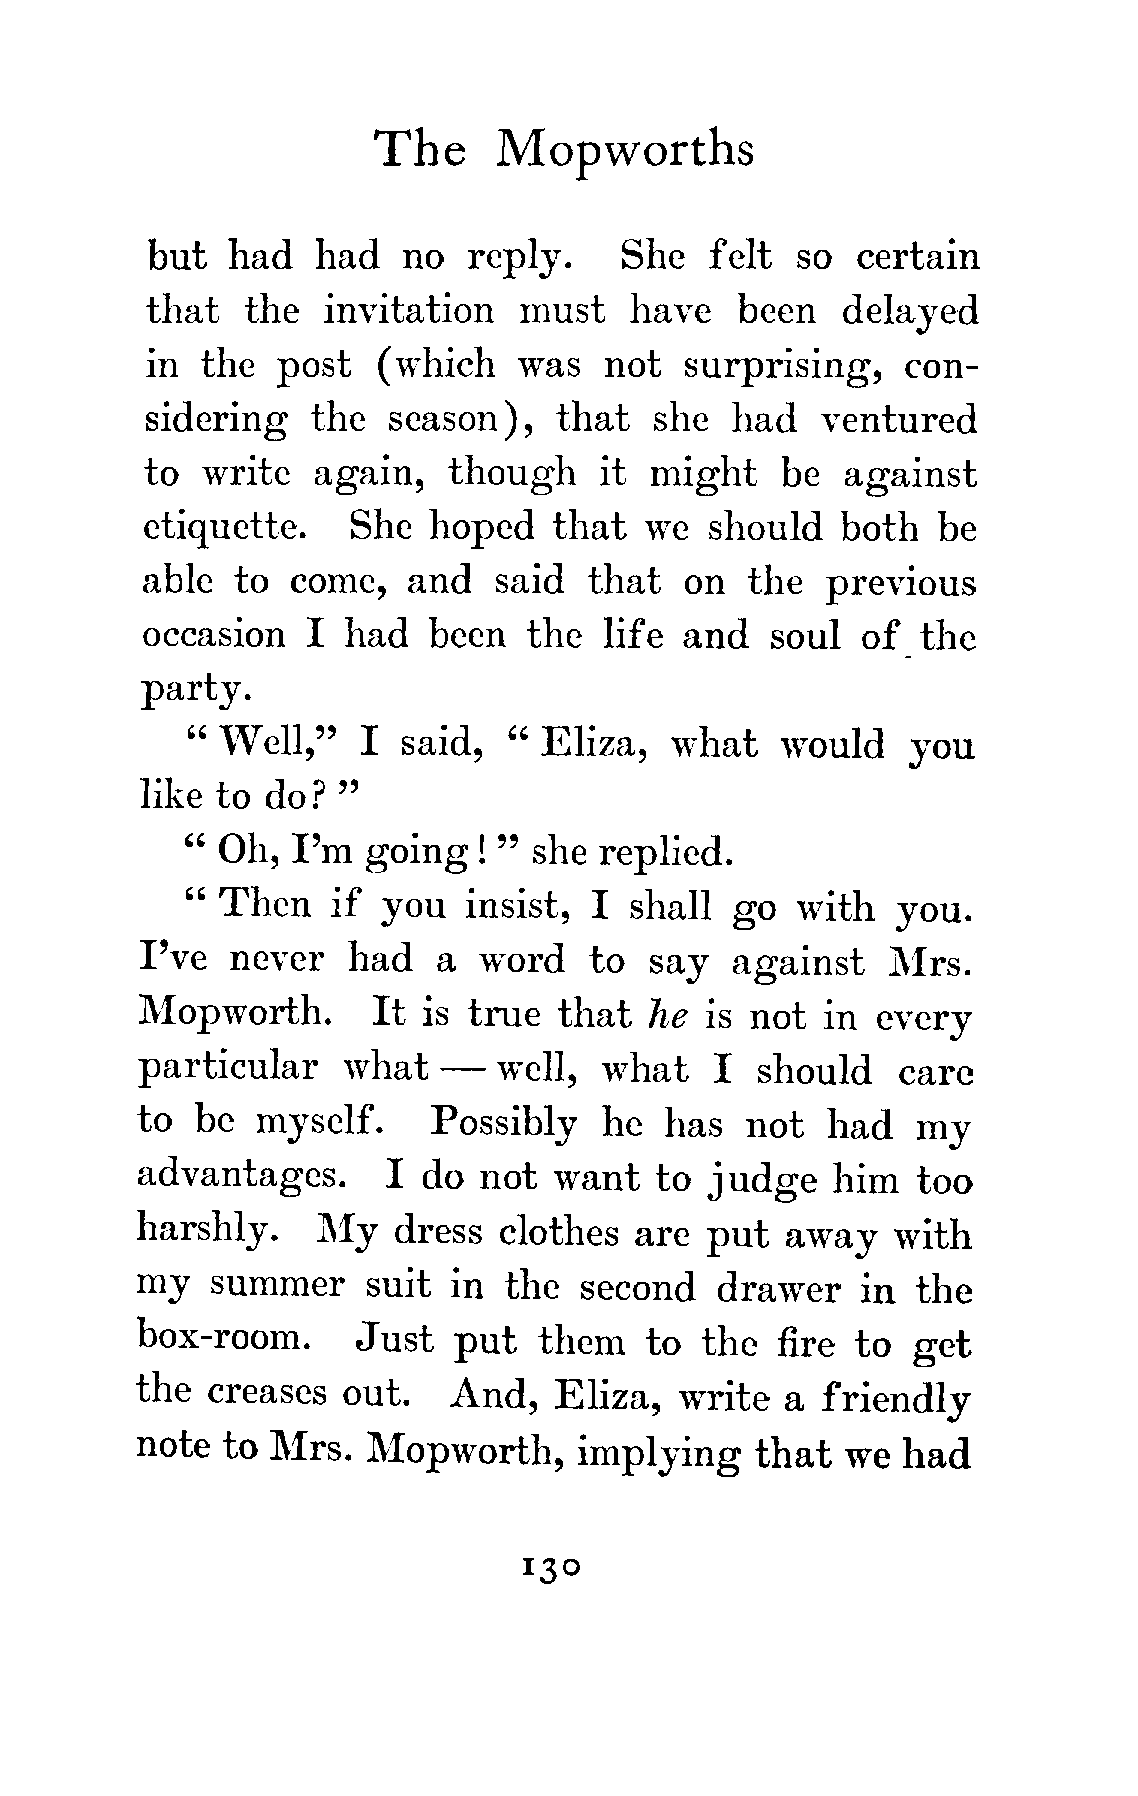 The Mopworths
but had had no reply. She felt so certain
that the invitation must have been delayed
in the post (which was not surprising, con-
sidering the season), that she had ventured
to write again, though it might be against
etiquette. She hoped that we should both be
able to come, and said that on the previous
occasion I had been the life and soul of the
party.
“ Well,” I said, “ Eliza, what would you
like to do? ”
“ Oh, I’m going! ” she replied.
“ Then if you insist, I shall go with you.
I’ve never had a word to say against Mrs.
Mopworth. It is true that he is not in every
particular what — well, what I should care
to be myself. Possibly he has not had my
advantages. I do not want to judge him too
harshly. My dress clothes are put away with
my summer suit in the second drawer in the
box-room. Just put them to the fire to get
the creases out. And, Eliza, write a friendly
note to Mrs. Mopworth, implying that we had
130